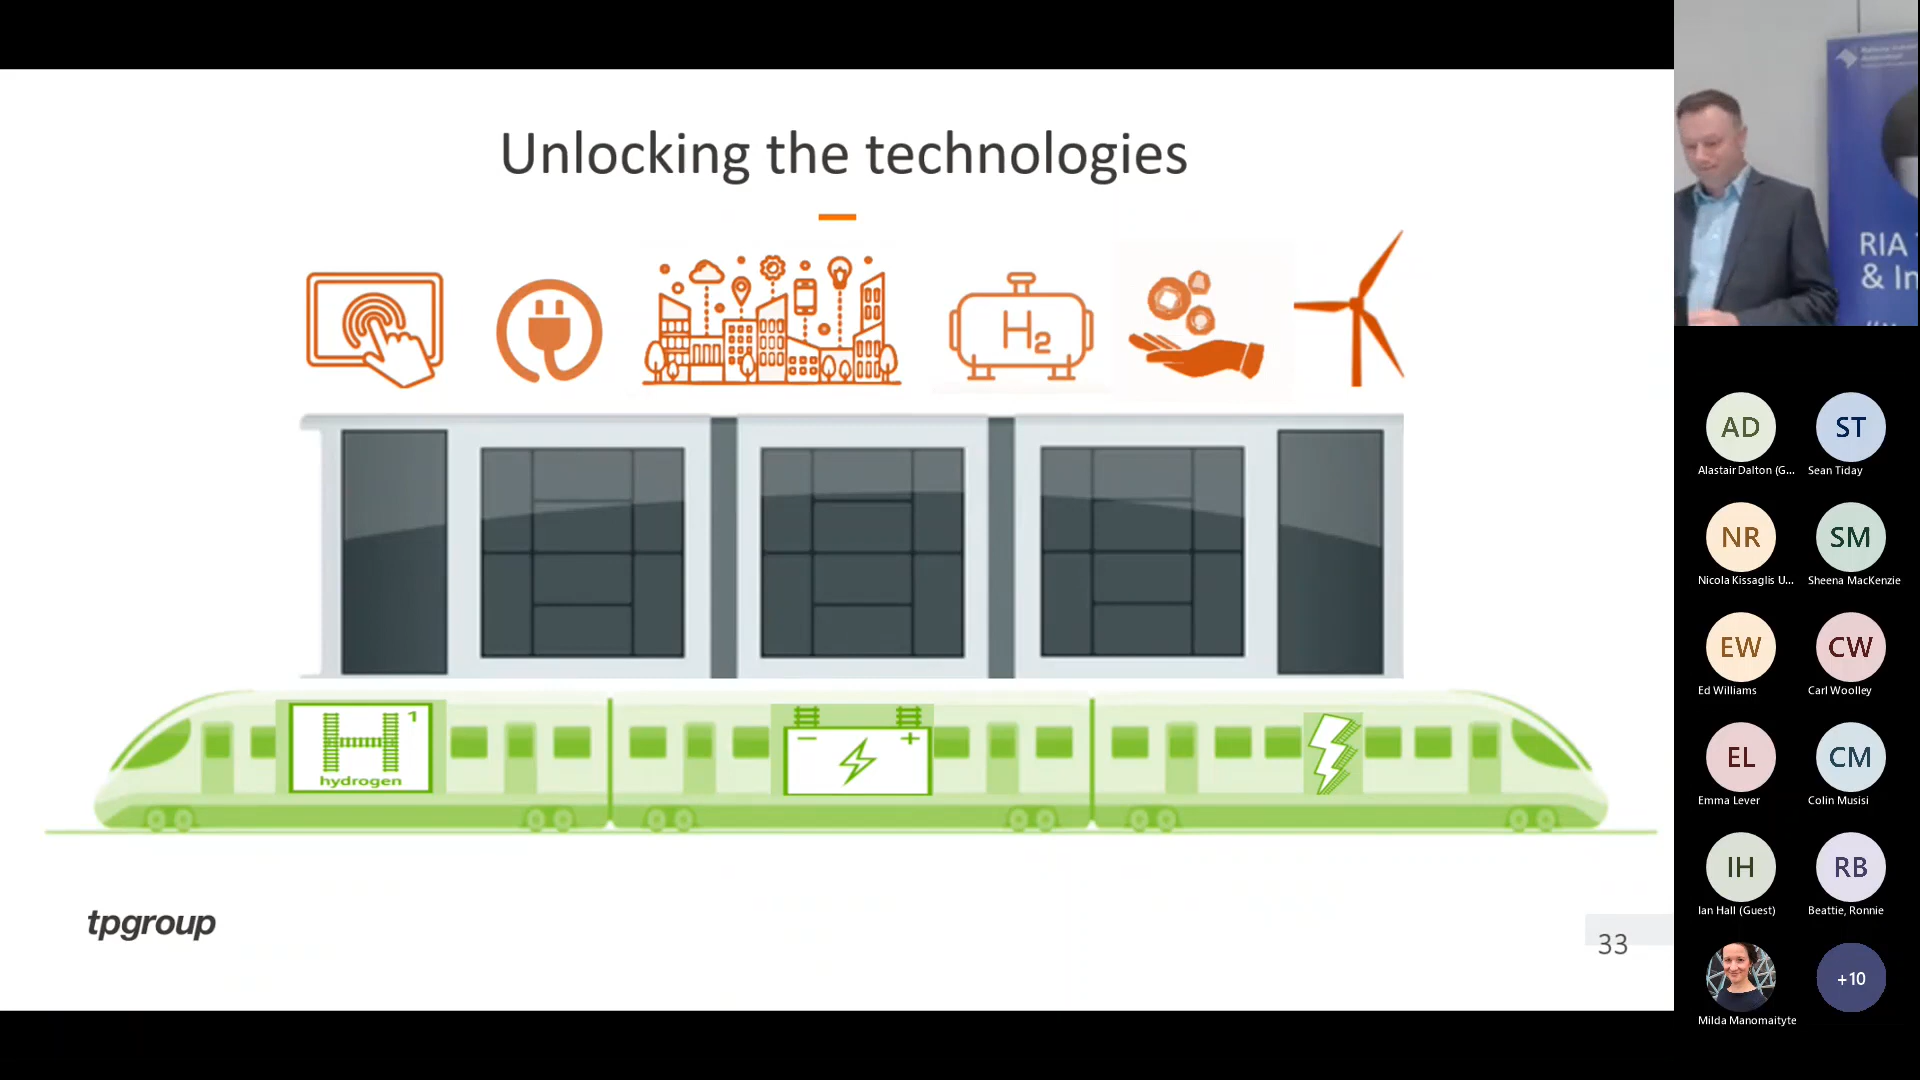 Unlocking the technologies
H2
H 1
hydrogen
− +
tpgroup
33
RIA
& In
AD
Alastair Dalton (G...
ST
Sean Tiday
NR
Nicola Kissaglis U...
SM
Sheena MacKenzie
EW
Ed Williams
CW
Carl Woolley
EL
Emma Lever
CM
Colin Musisi
IH
Ian Hall (Guest)
RB
Beattie, Ronnie
Milda Manomaityte
+10